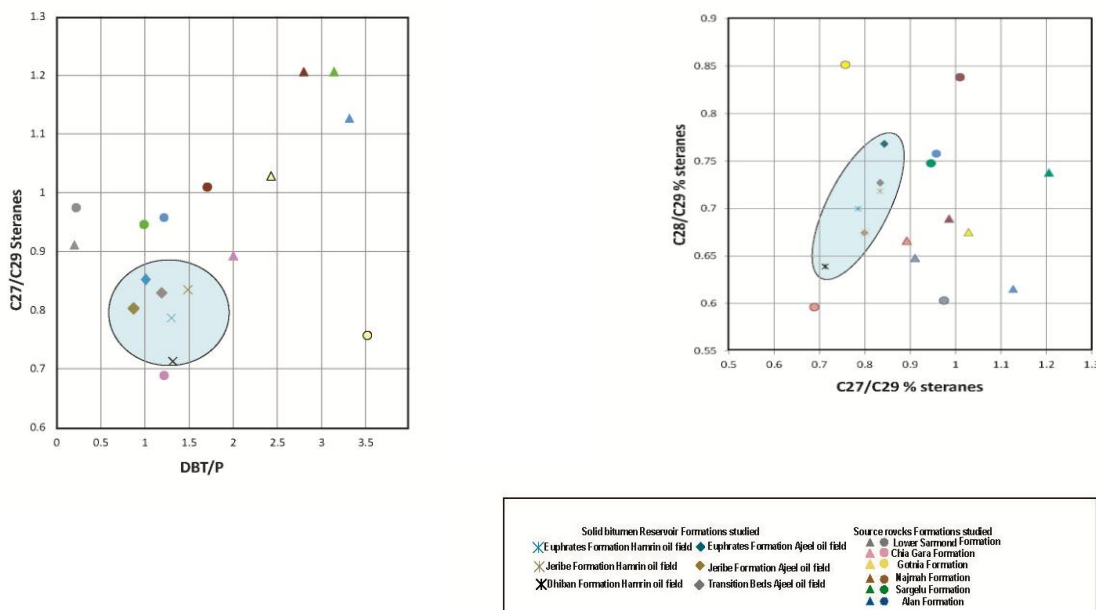 1.3
1.2
1.1
1
0.9
0.8
0.7
0.6
0 0.5 1 1.5 2 2.5 3 3.5
C27/C29 Steranes
DBT/P
0.9
0.85
0.8
0.75
0.7
0.65
0.6
0.55
0.5 0.6 0.7 0.8 0.9 1 1.1 1.2 1.3
C28/C29 % steranes
C27/C29 % steranes
Solid bitumen Reservoir Formations studied
Euphrates Formation Hamrin oil field
Euphrates Formation Ajeel oil field
Jeribe Formation Hamrin oil field
Jeribe Formation Ajeel oil field
Dhiban Formation Hamrin oil field
Transition Beds Ajeel oil field
Source rovcks Formations studied
Lower Sarmond Formation
Chia Gara Formation
Gotnia Formation
Najmah Formation
Sargelu Formation
Alan Formation